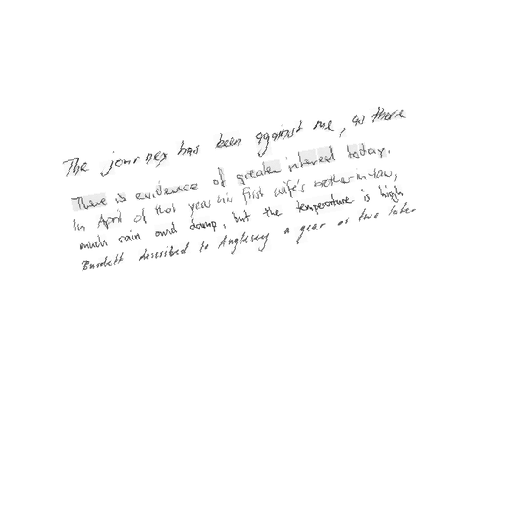 The journey has been against me, as there
There is evidence of greater interest today.
In April of that year his first wife's brother-in-law,
much rain and damp, but the temperature is high
Burdett described to Anglesey a year or two later